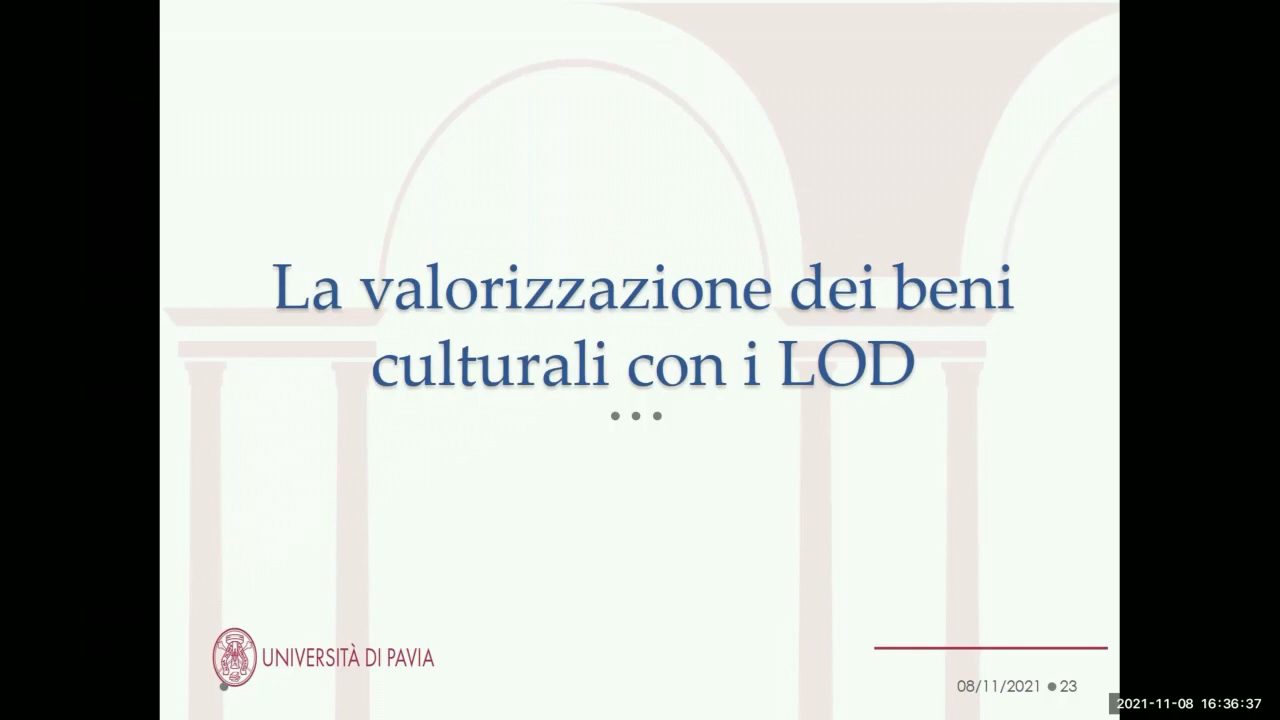 La valorizzazione dei beni
culturali con i LOD
UNIVERSITÀ DI PAVIA
08/11/2021 ● 23
2021-11-08 16:36:37